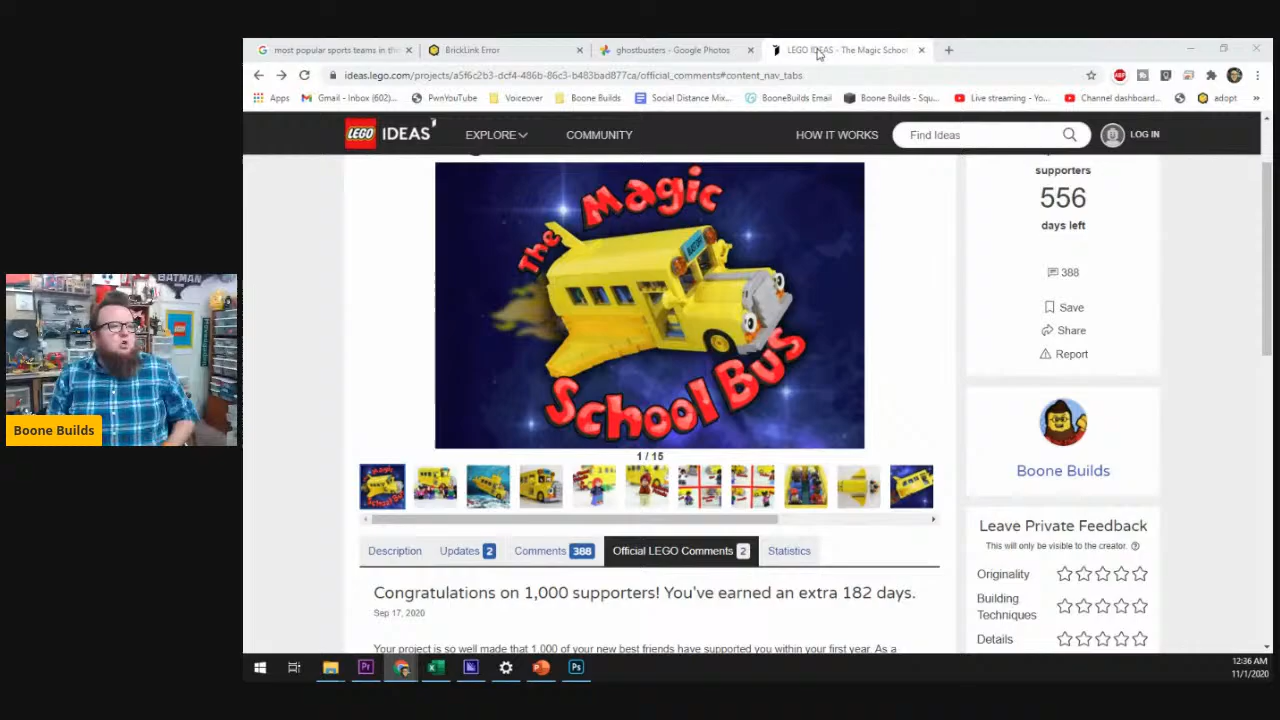 most popular sports teams in the
BrickLink Error
ghostbusters - Google Photos
LEGO IDEAS - The Magic School
ideas.lego.com/projects/a5f6c2b3-dcf4-486b-86c3-b483bad877ca/official_comments#content_nav_tabs
Apps
Gmail - Inbox (602)...
PwnYouTube
Voiceover
Boone Builds
Social Distance Mix...
BooneBuilds Email
Boone Builds - Squ...
Live streaming - Yo...
Channel dashboard...
adopt
LEGO IDEAS
EXPLORE
COMMUNITY
HOW IT WORKS
Find Ideas
LOG IN
The Magic
School Bus
supporters
556
days left
388
Save
Share
Report
BATMAN
Boone Builds
1 / 15
Boone Builds
Leave Private Feedback
This will only be visible to the creator.
Originality
Building
Techniques
Details
Description
Updates 2
Comments 388
Official LEGO Comments 2
Statistics
Congratulations on 1,000 supporters! You've earned an extra 182 days.
Sep 17, 2020
Your project is so well made that 1,000 of your new best friends have supported you within your first year. As a
12:36 AM
11/1/2020